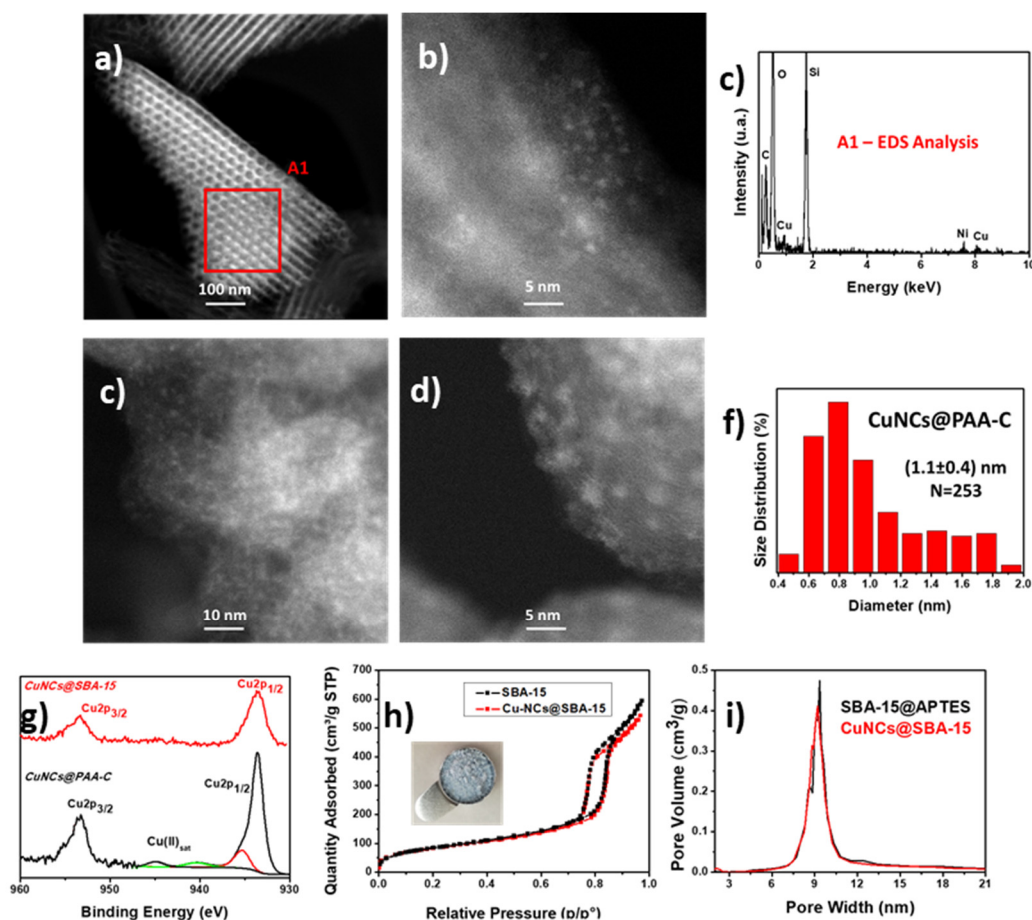 a)
A1
100 nm
b)
5 nm
c)
Intensity (u.a.)
C
O
Si
Cu
Ni
Cu
A1 – EDS Analysis
0 2 4 6 8 10
Energy (keV)
c)
10 nm
d)
5 nm
f)
Size Distribution (%)
CuNCs@PAA-C
(1.1±0.4) nm
N=253
0.4 0.6 0.8 1.0 1.2 1.4 1.6 1.8 2.0
Diameter (nm)
g)
CuNCs@SBA-15
Cu2p3/2
Cu2p1/2
CuNCs@PAA-C
Cu2p3/2
Cu(II)sat
Cu2p1/2
960 950 940 930
Binding Energy (eV)
h)
Quantity Adsorbed (cm³/g STP)
700
600
500
400
300
200
100
0
SBA-15
Cu-NCs@SBA-15
0.0 0.2 0.4 0.6 0.8 1.0
Relative Pressure (p/p°)
i)
Pore Volume (cm³/g)
0.5
0.4
0.3
0.2
0.1
0.0
SBA-15@APTES
CuNCs@SBA-15
3 6 9 12 15 18 21
Pore Width (nm)